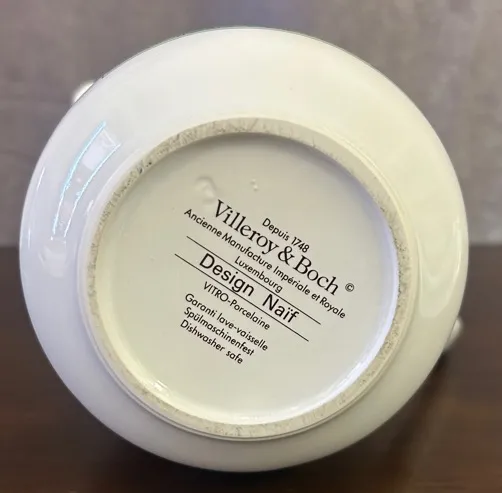 Depuis 1748
Villeroy & Boch ©
Ancienne Manufacture Impériale et Royale
Luxembourg
Design Naïf
VITRO-Porcelaine
Garanti lave-vaisselle
Spülmaschinenfest
Dishwasher safe